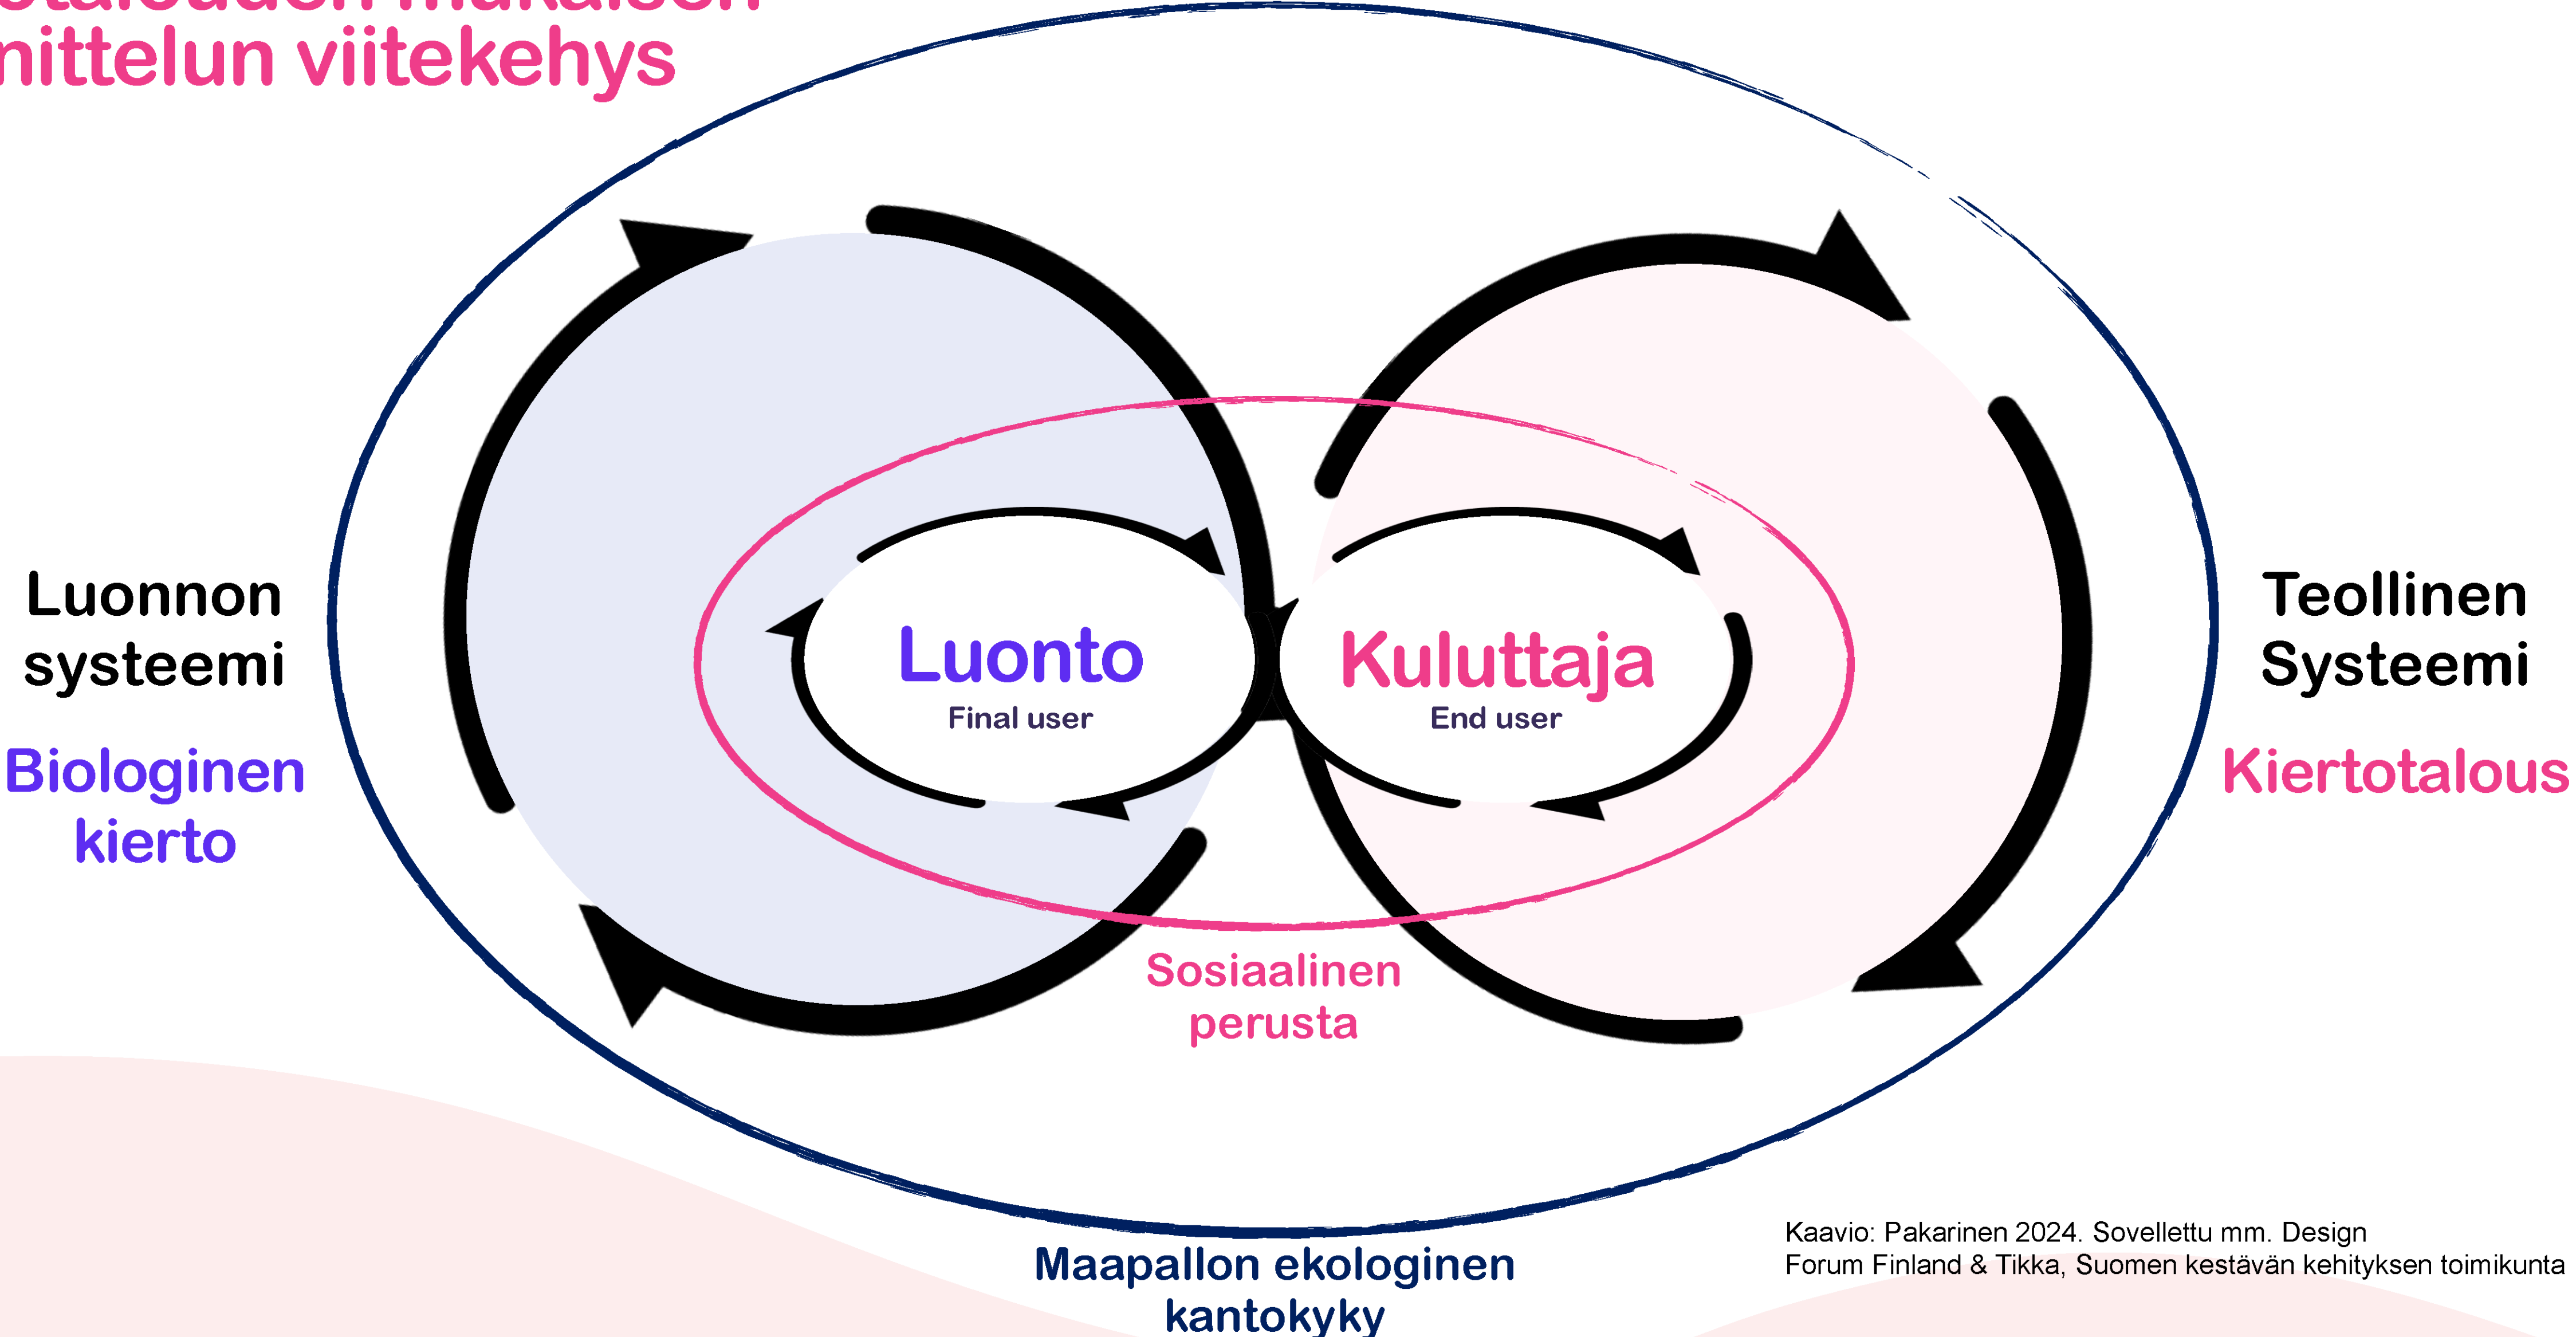 mukaisen
viitekehys
Luonnon
systeemi
Biologinen
kierto
Luonto
Final user
Kuluttaja
End user
Teollinen
Systeemi
Kiertotalous
Sosiaalinen
perusta
Maapallon ekologinen
kantokyky
Kaavio: Pakarinen 2024. Sovellettu mm. Design
Forum Finland & Tikka, Suomen kestävän kehityksen toimikunta